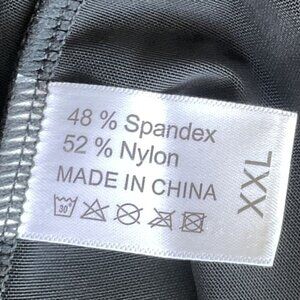 48 % Spandex
52 % Nylon
MADE IN CHINA
XXL
30